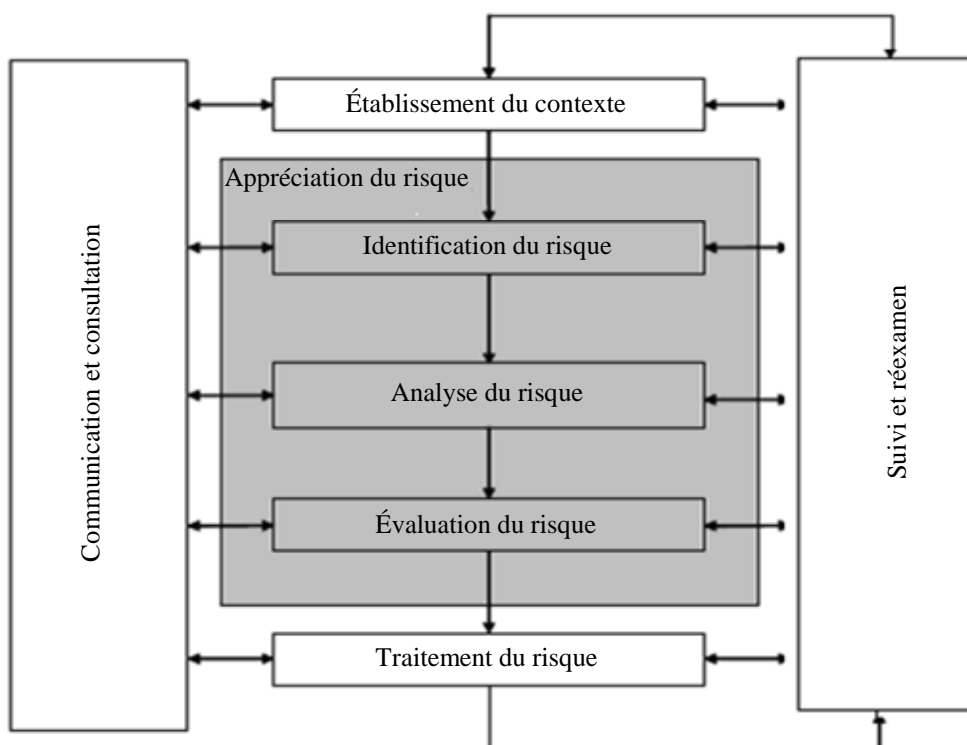 Établissement du contexte
Appréciation du risque
Identification du risque
Analyse du risque
Évaluation du risque
Traitement du risque
Communication et consultation
Suivi et réexamen